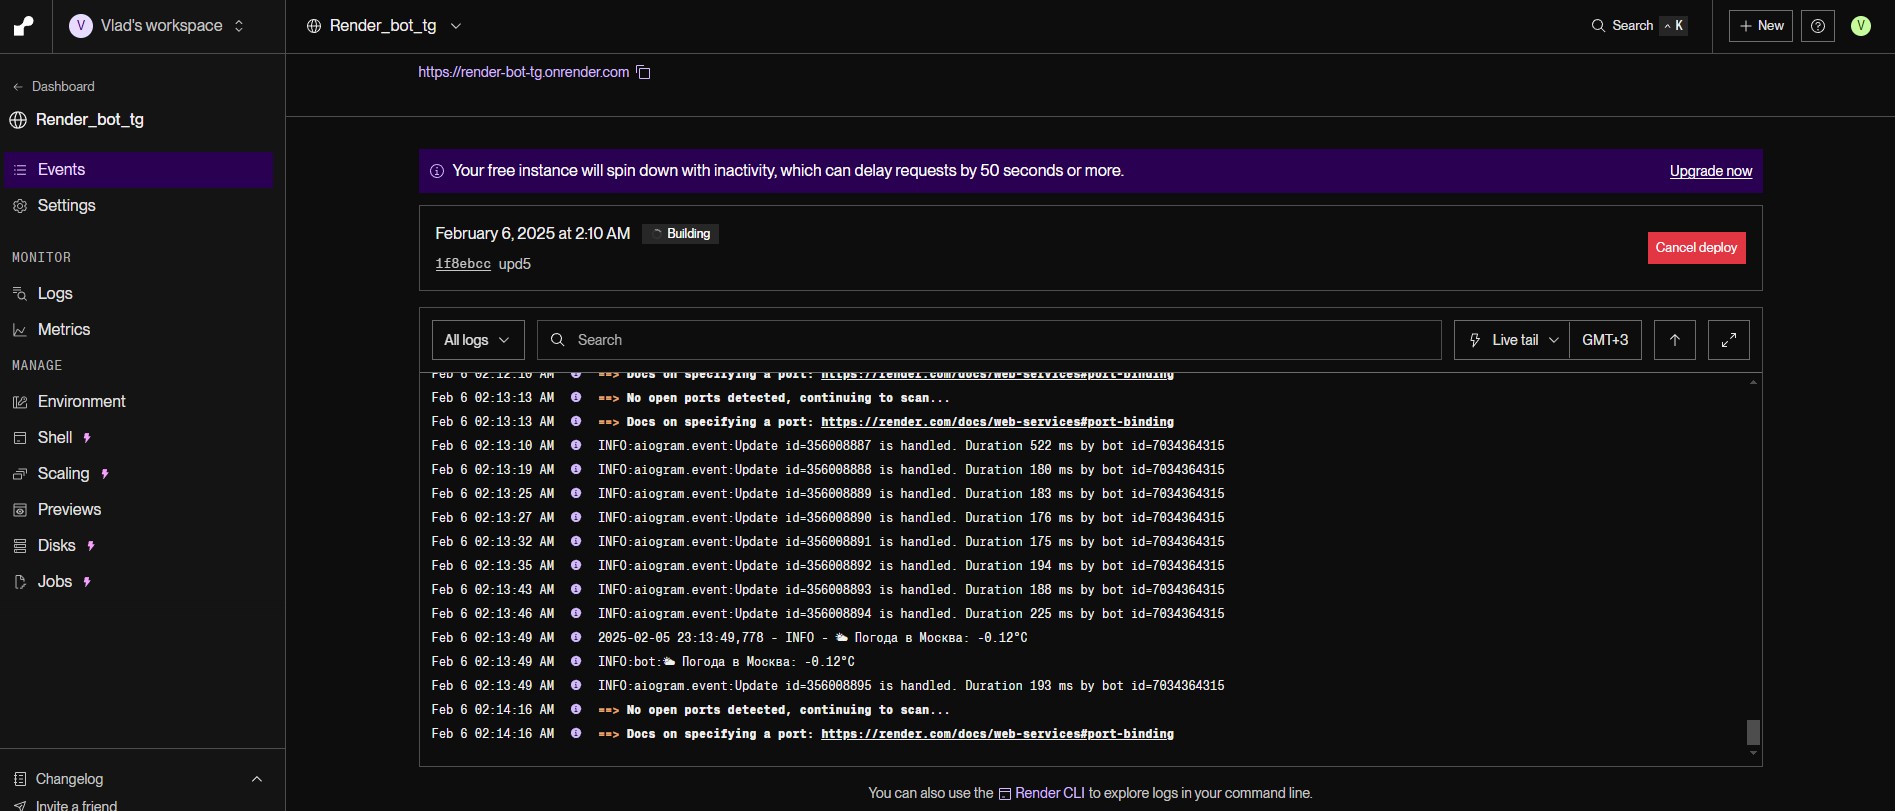 V Vlad's workspace
Render_bot_tg
Search ^ K
+ New
V
← Dashboard
Render_bot_tg
Events
Settings
MONITOR
Logs
Metrics
MANAGE
Environment
Shell
Scaling
Previews
Disks
Jobs
Changelog
Invite a friend
https://render-bot-tg.onrender.com
Your free instance will spin down with inactivity, which can delay requests by 50 seconds or more.
Upgrade now
February 6, 2025 at 2:10 AM Building
1f8ebcc upd5
Cancel deploy
All logs
Search
Live tail
GMT+3
Feb 6 02:12:10 AM ==> Docs on specifying a port: https://render.com/docs/web-services#port-binding
Feb 6 02:13:13 AM ==> No open ports detected, continuing to scan...
Feb 6 02:13:13 AM ==> Docs on specifying a port: https://render.com/docs/web-services#port-binding
Feb 6 02:13:10 AM INFO:aiogram.event:Update id=356008887 is handled. Duration 522 ms by bot id=7034364315
Feb 6 02:13:19 AM INFO:aiogram.event:Update id=356008888 is handled. Duration 180 ms by bot id=7034364315
Feb 6 02:13:25 AM INFO:aiogram.event:Update id=356008889 is handled. Duration 183 ms by bot id=7034364315
Feb 6 02:13:27 AM INFO:aiogram.event:Update id=356008890 is handled. Duration 176 ms by bot id=7034364315
Feb 6 02:13:32 AM INFO:aiogram.event:Update id=356008891 is handled. Duration 175 ms by bot id=7034364315
Feb 6 02:13:35 AM INFO:aiogram.event:Update id=356008892 is handled. Duration 194 ms by bot id=7034364315
Feb 6 02:13:43 AM INFO:aiogram.event:Update id=356008893 is handled. Duration 188 ms by bot id=7034364315
Feb 6 02:13:46 AM INFO:aiogram.event:Update id=356008894 is handled. Duration 225 ms by bot id=7034364315
Feb 6 02:13:49 AM 2025-02-05 23:13:49,778 - INFO - 🌥 Погода в Москва: -0.12°C
Feb 6 02:13:49 AM INFO:bot:🌥 Погода в Москва: -0.12°C
Feb 6 02:13:49 AM INFO:aiogram.event:Update id=356008895 is handled. Duration 193 ms by bot id=7034364315
Feb 6 02:14:16 AM ==> No open ports detected, continuing to scan...
Feb 6 02:14:16 AM ==> Docs on specifying a port: https://render.com/docs/web-services#port-binding
You can also use the Render CLI to explore logs in your command line.